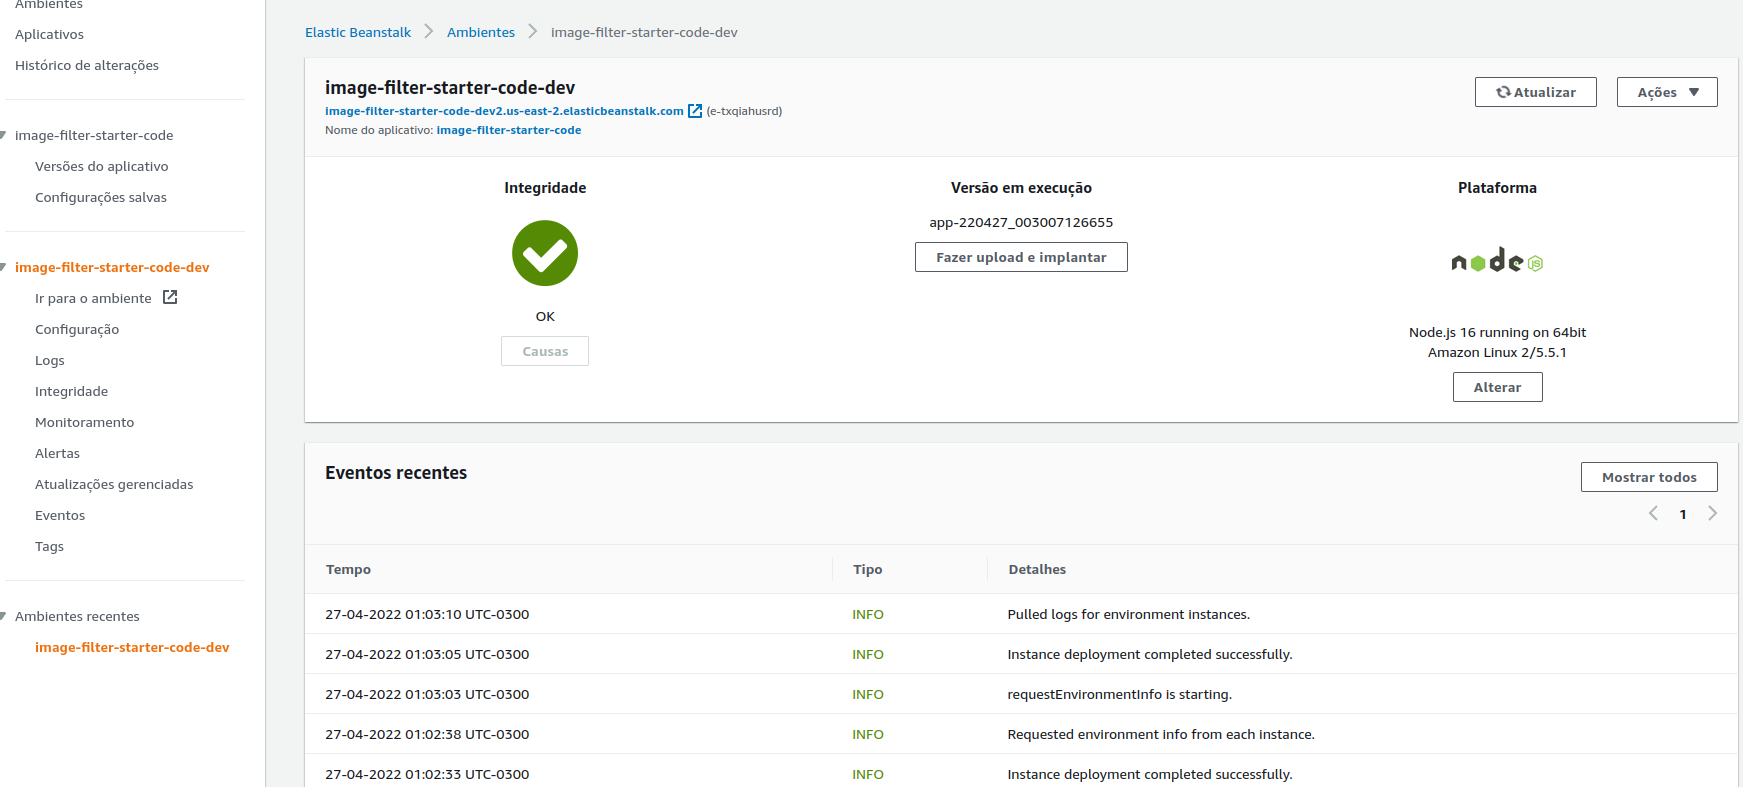 Ambientes
Aplicativos
Histórico de alterações
image-filter-starter-code
Versões do aplicativo
Configurações salvas
image-filter-starter-code-dev
Ir para o ambiente
Configuração
Logs
Integridade
Monitoramento
Alertas
Atualizações gerenciadas
Eventos
Tags
Ambientes recentes
image-filter-starter-code-dev
Elastic Beanstalk > Ambientes > image-filter-starter-code-dev
image-filter-starter-code-dev
image-filter-starter-code-dev2.us-east-2.elasticbeanstalk.com (e-txqiahusrd)
Nome do aplicativo: image-filter-starter-code
Atualizar
Ações
Integridade
OK
Causas
Versão em execução
app-220427_003007126655
Fazer upload e implantar
Plataforma
node JS
Node.js 16 running on 64bit
Amazon Linux 2/5.5.1
Alterar
Eventos recentes
Mostrar todos
1
Tempo Tipo Detalhes
27-04-2022 01:03:10 UTC-0300 INFO Pulled logs for environment instances.
27-04-2022 01:03:05 UTC-0300 INFO Instance deployment completed successfully.
27-04-2022 01:03:03 UTC-0300 INFO requestEnvironmentInfo is starting.
27-04-2022 01:02:38 UTC-0300 INFO Requested environment info from each instance.
27-04-2022 01:02:33 UTC-0300 INFO Instance deployment completed successfully.